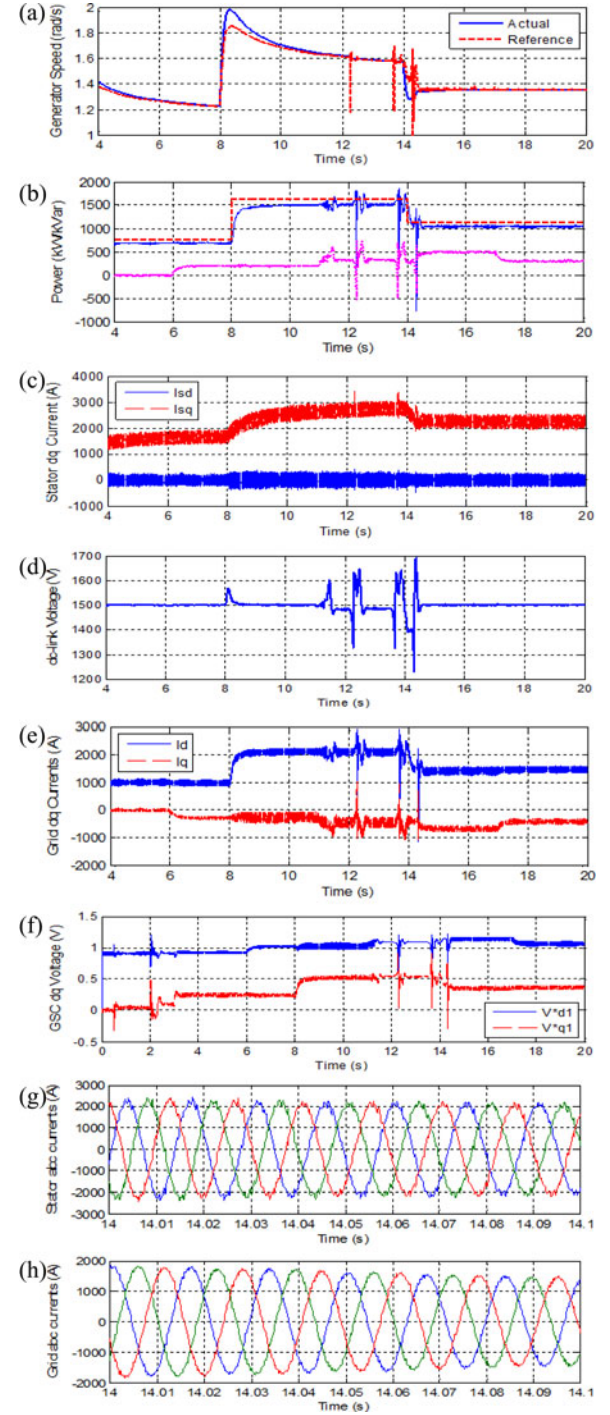 (a)
Generator Speed (rad/s)
2
1.8
1.6
1.4
1.2
1
Actual
Reference
4 6 8 10 12 14 16 18 20
Time (s)
(b)
Power (kW/kVar)
2000
1500
1000
500
0
-500
-1000
4 6 8 10 12 14 16 18 20
Time (s)
(c)
Stator dq Current (A)
4000
3000
2000
1000
0
-1000
Isd
Isq
4 6 8 10 12 14 16 18 20
Time (s)
(d)
dc-link Voltage (V)
1700
1600
1500
1400
1300
1200
4 6 8 10 12 14 16 18 20
Time (s)
(e)
Grid dq Currents (A)
3000
2000
1000
0
-1000
-2000
Id
Iq
4 6 8 10 12 14 16 18 20
Time (s)
(f)
GSC dq Voltage (V)
1.5
1
0.5
0
-0.5
V*d1
V*q1
0 2 4 6 8 10 12 14 16 18 20
Time (s)
(g)
Stator abc currents (A)
3000
2000
1000
0
-1000
-2000
-3000
14 14.01 14.02 14.03 14.04 14.05 14.06 14.07 14.08 14.09 14.1
Time (s)
(h)
Grid abc currents (A)
2000
1000
0
-1000
-2000
14 14.01 14.02 14.03 14.04 14.05 14.06 14.07 14.08 14.09 14.1
Time (s)